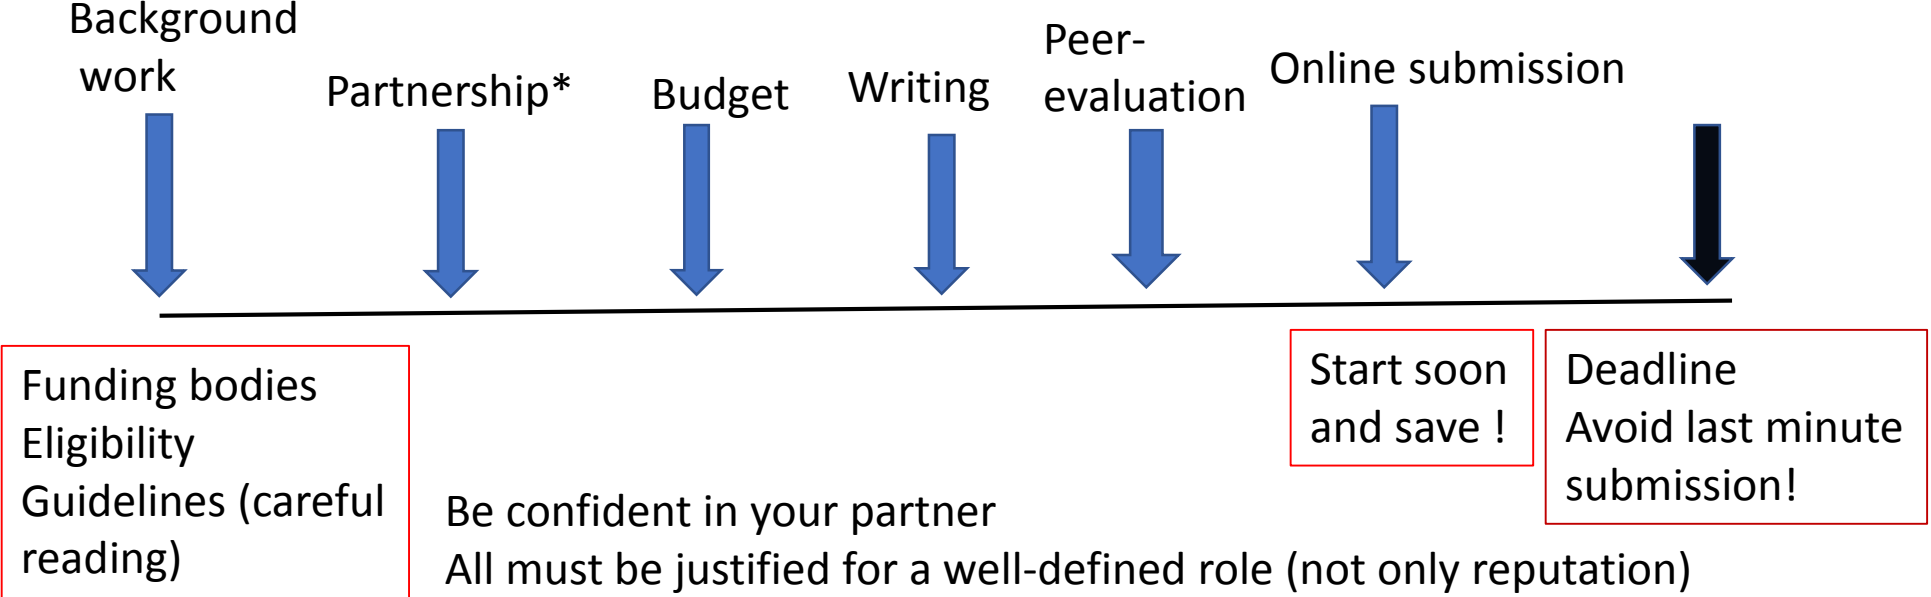 Background
work
Partnership*
Budget
Writing
Peer-
evaluation
Online submission
Funding bodies
Eligibility
Guidelines (careful
reading)
Be confident in your partner
All must be justified for a well-defined role (not only reputation)
Start soon
and save !
Deadline
Avoid last minute
submission!